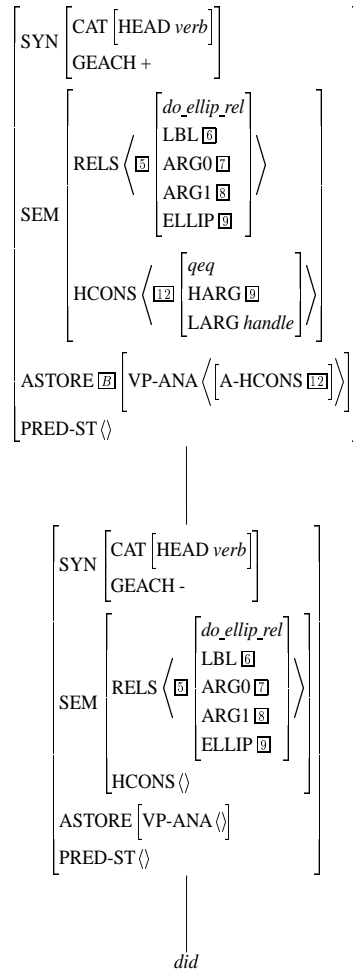 SYN [CAT [HEAD verb]
GEACH +]
SEM [RELS ⟨ [5] [do_ellip_rel
LBL [6]
ARG0 [7]
ARG1 [8]
ELLIP [9]] ⟩
HCONS ⟨ [12] [qeq
HARG [9]
LARG handle] ⟩]
ASTORE [B] [VP-ANA ⟨ [A-HCONS [12]] ⟩]
PRED-ST ⟨⟩
SYN [CAT [HEAD verb]
GEACH -]
SEM [RELS ⟨ [5] [do_ellip_rel
LBL [6]
ARG0 [7]
ARG1 [8]
ELLIP [9]] ⟩
HCONS ⟨⟩]
ASTORE [VP-ANA ⟨⟩]
PRED-ST ⟨⟩
did